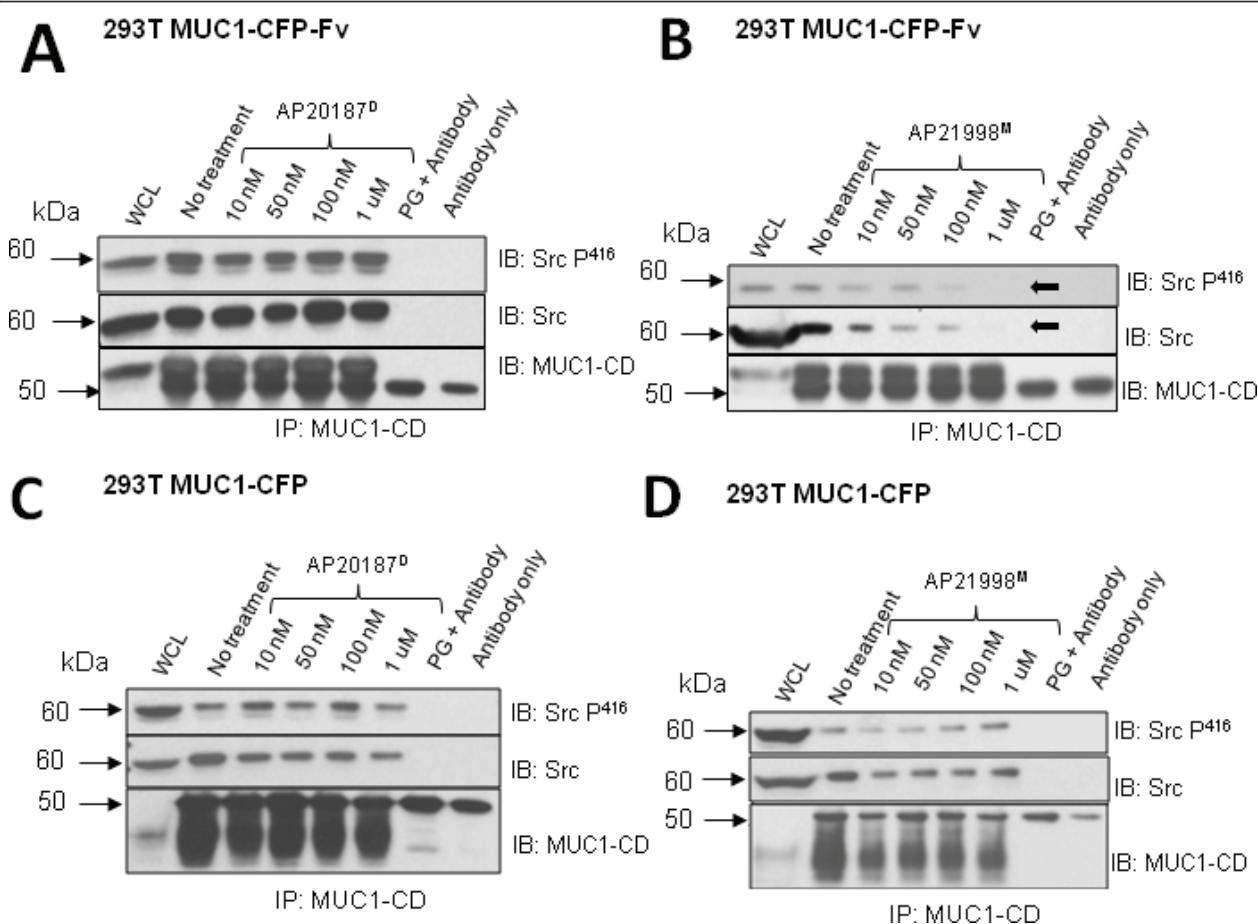 A
293T MUC1-CFP-Fv
AP20187ᴰ
kDa
WCL
No treatment
10 nM
50 nM
100 nM
1 uM
PG + Antibody
Antibody only
60
IB: Src P⁴¹⁶
60
IB: Src
50
IB: MUC1-CD
IP: MUC1-CD
B
293T MUC1-CFP-Fv
AP21998ᴹ
kDa
WCL
No treatment
10 nM
50 nM
100 nM
1 uM
PG + Antibody
Antibody only
60
IB: Src P⁴¹⁶
60
IB: Src
50
IB: MUC1-CD
IP: MUC1-CD
C
293T MUC1-CFP
AP20187ᴰ
kDa
WCL
No treatment
10 nM
50 nM
100 nM
1 uM
PG + Antibody
Antibody only
60
IB: Src P⁴¹⁶
60
IB: Src
50
IB: MUC1-CD
IP: MUC1-CD
D
293T MUC1-CFP
AP21998ᴹ
kDa
WCL
No treatment
10 nM
50 nM
100 nM
1 uM
PG + Antibody
Antibody only
60
IB: Src P⁴¹⁶
60
IB: Src
50
IB: MUC1-CD
IP: MUC1-CD